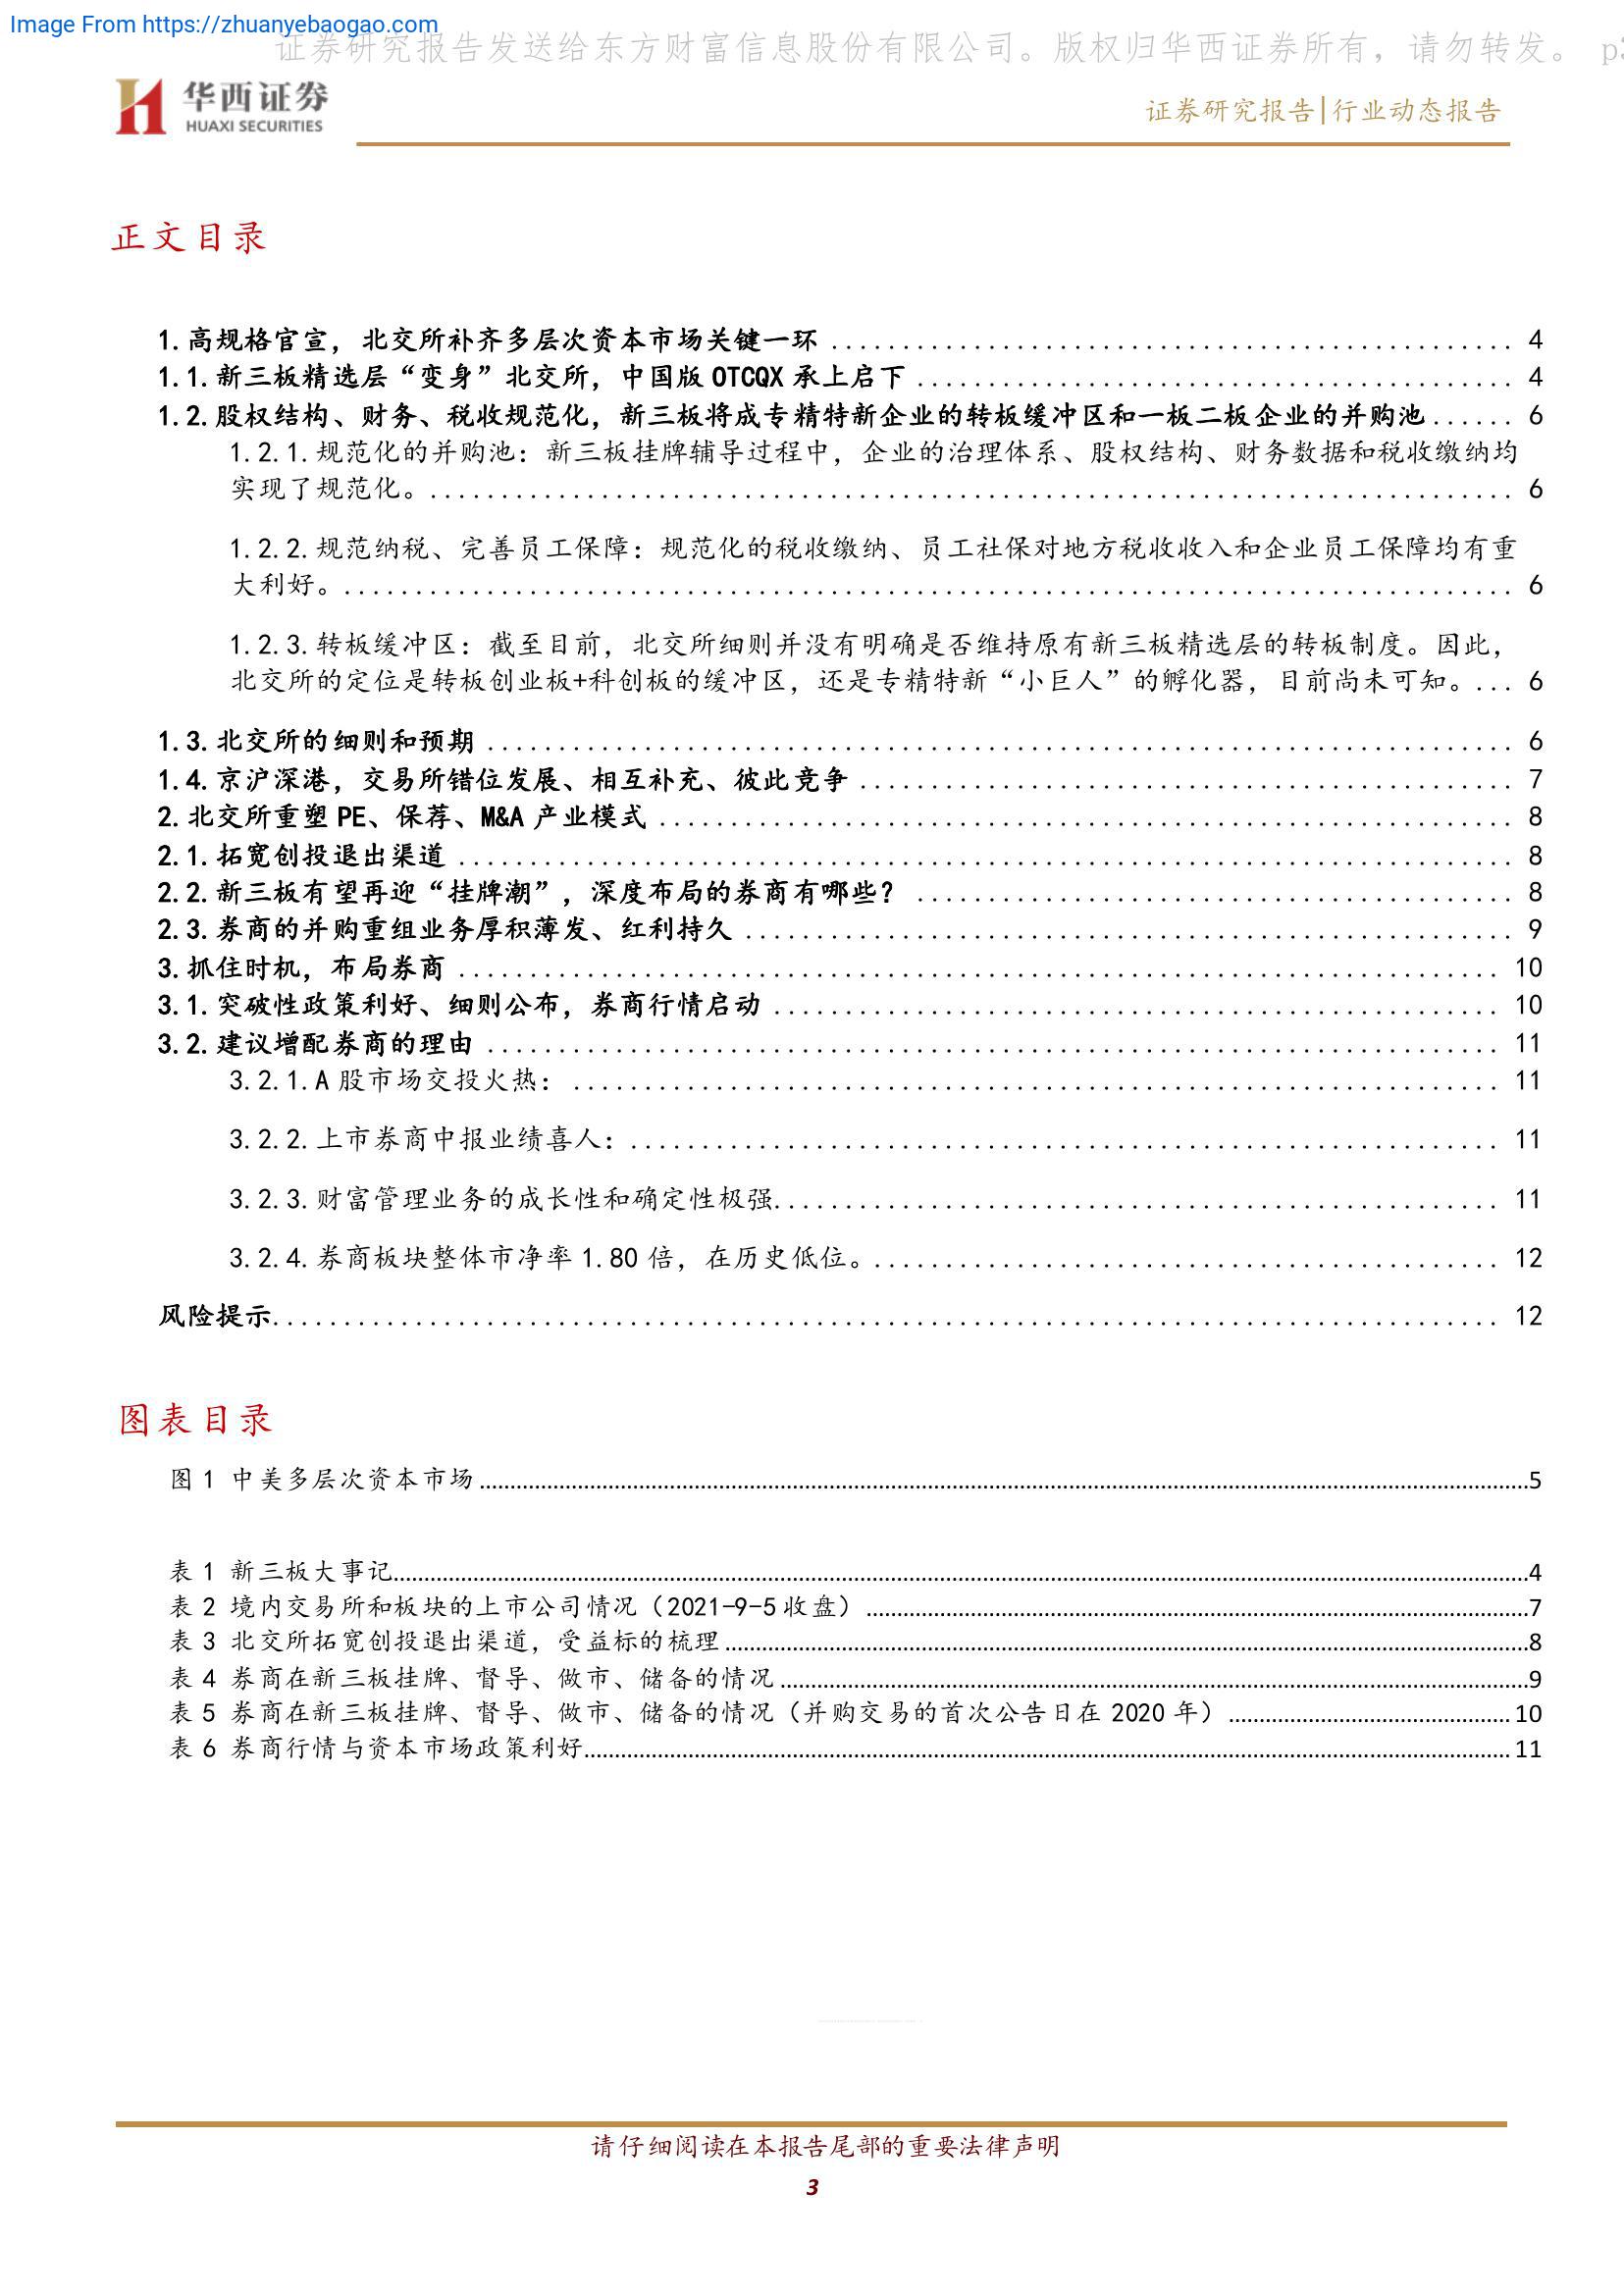 Image From https://zhuanyebaogao.com
证券研究报告发送给东方财富信息股份有限公司。版权归华西证券所有，请勿转发。 p3
华西证券
HUAXI SECURITIES
证券研究报告|行业动态报告
正文目录
1.高规格官宣，北交所补齐多层次资本市场关键一环 ................................................ 4
1.1.新三板精选层“变身”北交所，中国版 OTCQX 承上启下 .......................................... 4
1.2.股权结构、财务、税收规范化，新三板将成专精特新企业的转板缓冲区和一板二板企业的并购池...... 6
1.2.1.规范化的并购池：新三板挂牌辅导过程中，企业的治理体系、股权结构、财务数据和税收缴纳均
实现了规范化。............................................................................ 6
1.2.2.规范纳税、完善员工保障：规范化的税收缴纳、员工社保对地方税收收入和企业员工保障均有重
大利好。.................................................................................. 6
1.2.3.转板缓冲区：截至目前，北交所细则并没有明确是否维持原有新三板精选层的转板制度。因此，
北交所的定位是转板创业板+科创板的缓冲区，还是专精特新“小巨人”的孵化器，目前尚未可知。... 6
1.3.北交所的细则和预期 ........................................................................ 6
1.4.京沪深港，交易所错位发展、相互补充、彼此竞争 .............................................. 7
2.北交所重塑 PE、保荐、M&A 产业模式 ............................................................ 8
2.1.拓宽创投退出渠道 .......................................................................... 8
2.2.新三板有望再迎“挂牌潮”，深度布局的券商有哪些？ .......................................... 8
2.3.券商的并购重组业务厚积薄发、红利持久 ...................................................... 9
3.抓住时机，布局券商 ......................................................................... 10
3.1.突破性政策利好、细则公布，券商行情启动 ................................................... 10
3.2.建议增配券商的理由 ....................................................................... 11
3.2.1.A 股市场交投火热： ................................................................. 11
3.2.2.上市券商中报业绩喜人：............................................................. 11
3.2.3.财富管理业务的成长性和确定性极强................................................... 11
3.2.4.券商板块整体市净率 1.80 倍，在历史低位。............................................ 12
风险提示...................................................................................... 12
图表目录
图 1 中美多层次资本市场 ........................................................................5
表 1 新三板大事记..............................................................................4
表 2 境内交易所和板块的上市公司情况（2021-9-5 收盘） ............................................7
表 3 北交所拓宽创投退出渠道，受益标的梳理 ......................................................8
表 4 券商在新三板挂牌、督导、做市、储备的情况 ..................................................9
表 5 券商在新三板挂牌、督导、做市、储备的情况（并购交易的首次公告日在 2020 年） .................. 10
表 6 券商行情与资本市场政策利好................................................................ 11
请仔细阅读在本报告尾部的重要法律声明
3